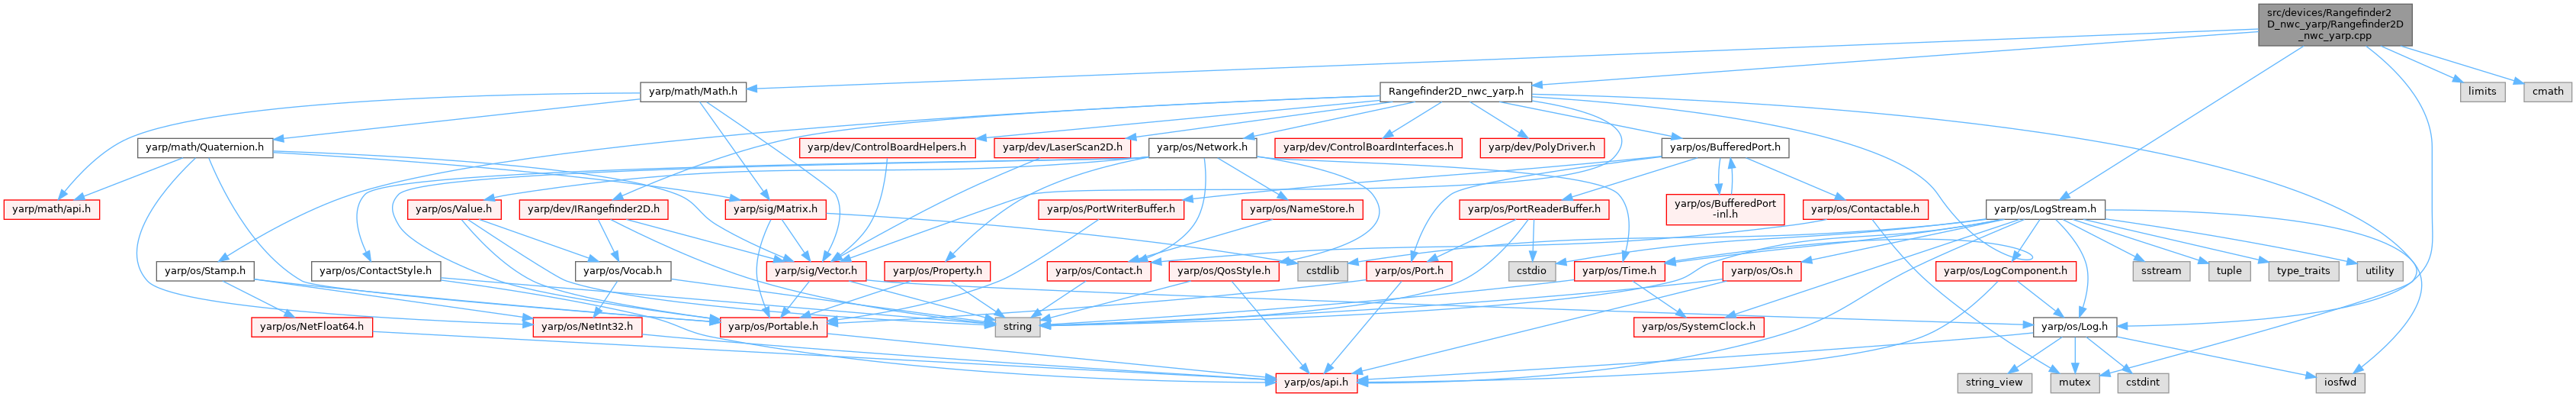 src/devices/Rangefinder2
D_nwc_yarp/Rangefinder2D
_nwc_yarp.cpp
yarp/math/Math.h
Rangefinder2D_nwc_yarp.h
limits
cmath
yarp/math/Quaternion.h
yarp/dev/ControlBoardHelpers.h
yarp/dev/LaserScan2D.h
yarp/os/Network.h
yarp/dev/ControlBoardInterfaces.h
yarp/dev/PolyDriver.h
yarp/os/BufferedPort.h
yarp/math/api.h
yarp/os/Value.h
yarp/dev/IRangefinder2D.h
yarp/sig/Matrix.h
yarp/os/PortWriterBuffer.h
yarp/os/NameStore.h
yarp/os/PortReaderBuffer.h
yarp/os/BufferedPort
-inl.h
yarp/os/Contactable.h
yarp/os/LogStream.h
yarp/os/Stamp.h
yarp/os/ContactStyle.h
yarp/os/Vocab.h
yarp/sig/Vector.h
yarp/os/Property.h
yarp/os/Contact.h
yarp/os/QosStyle.h
cstdlib
yarp/os/Port.h
cstdio
yarp/os/Time.h
yarp/os/Os.h
yarp/os/LogComponent.h
sstream
tuple
type_traits
utility
yarp/os/NetFloat64.h
yarp/os/NetInt32.h
yarp/os/Portable.h
string
yarp/os/SystemClock.h
yarp/os/Log.h
yarp/os/api.h
string_view
mutex
cstdint
iosfwd